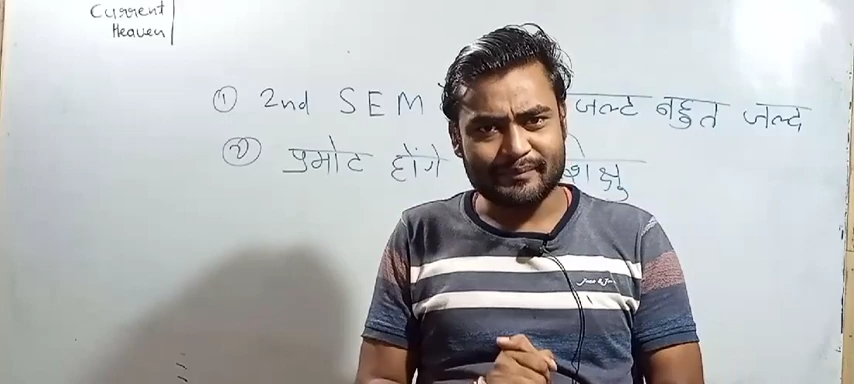 Current
Heaven
① 2nd SEM जल्ट बहुत जल्द
② प्रमोट होंगे